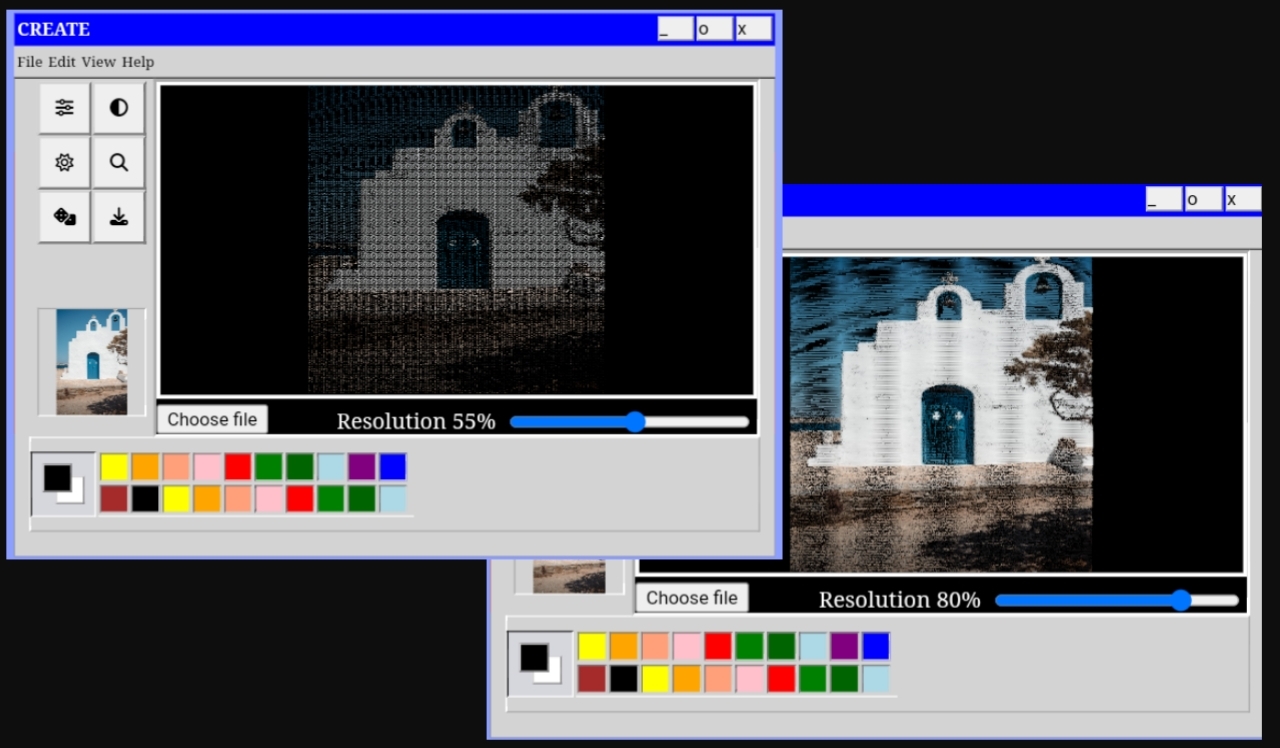 CREATE _ o x
File Edit View Help
_ o x
Choose file Resolution 55%
Choose file Resolution 80%